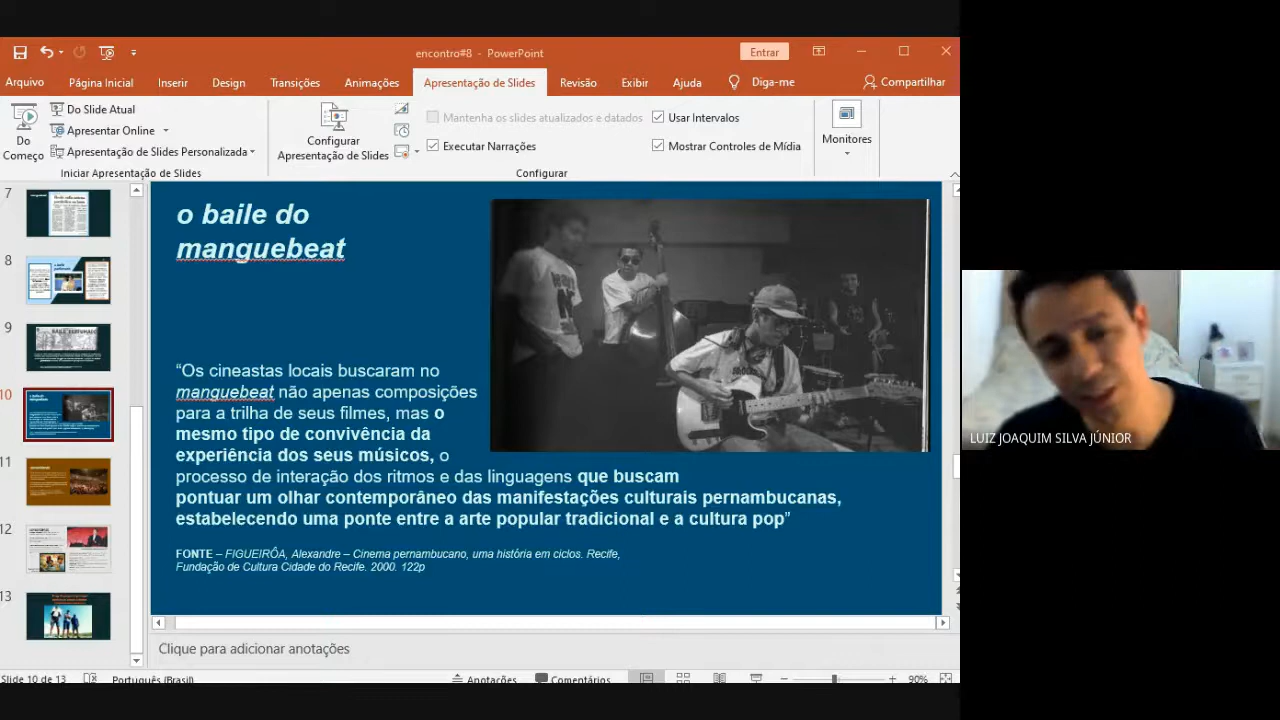 encontro#8 - PowerPoint
Entrar
Arquivo
Página Inicial
Inserir
Design
Transições
Animações
Apresentação de Slides
Revisão
Exibir
Ajuda
Diga-me
Compartilhar
Do Começo
Do Slide Atual
Apresentar Online
Apresentação de Slides Personalizada
Iniciar Apresentação de Slides
Configurar
Apresentação de Slides
Mantenha os slides atualizados e datados
Executar Narrações
Usar Intervalos
Mostrar Controles de Mídia
Configurar
Monitores
7
8
9
10
11
12
13
o baile do
manguebeat
“Os cineastas locais buscaram no
manguebeat não apenas composições
para a trilha de seus filmes, mas o
mesmo tipo de convivência da
experiência dos seus músicos, o
processo de interação dos ritmos e das linguagens que buscam
pontuar um olhar contemporâneo das manifestações culturais pernambucanas,
estabelecendo uma ponte entre a arte popular tradicional e a cultura pop”
FONTE – FIGUEIRÔA, Alexandre – Cinema pernambucano, uma história em ciclos. Recife,
Fundação de Cultura Cidade do Recife. 2000. 122p
Clique para adicionar anotações
Slide 10 de 13
Português (Brasil)
Anotações
Comentários
90%
LUIZ JOAQUIM SILVA JÚNIOR